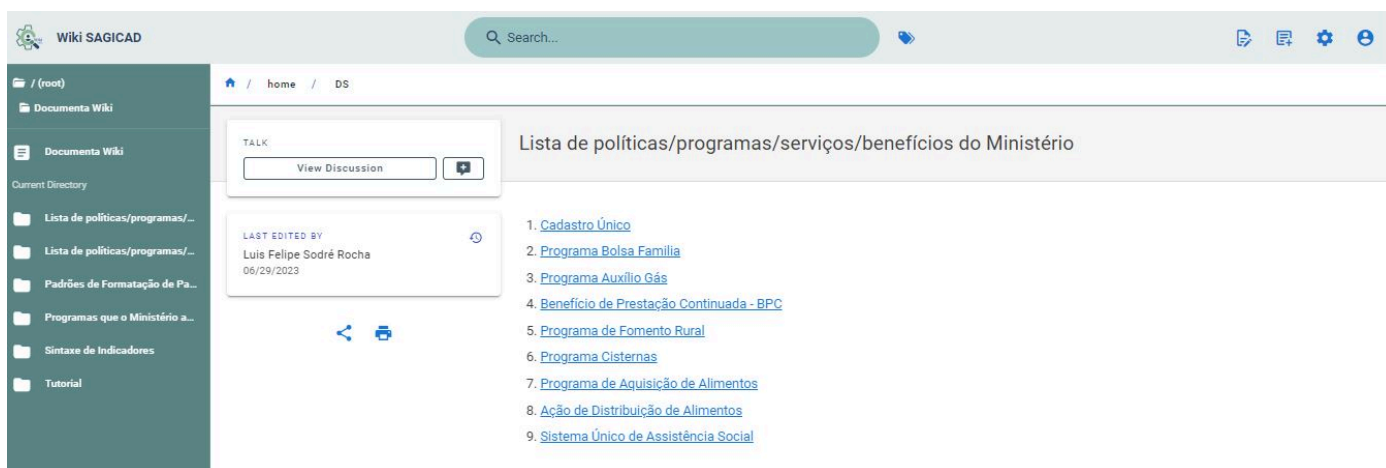 Wiki SAGICAD
Search...
/ (root)
Documenta Wiki
Documenta Wiki
Current Directory
Lista de políticas/programas/...
Lista de políticas/programas/...
Padrões de Formatação de Pa...
Programas que o Ministério a...
Sintaxe de Indicadores
Tutorial
/ home / DS
TALK
View Discussion
LAST EDITED BY
Luis Felipe Sodré Rocha
06/29/2023
Lista de políticas/programas/serviços/benefícios do Ministério
1. Cadastro Único
2. Programa Bolsa Familia
3. Programa Auxílio Gás
4. Benefício de Prestação Continuada - BPC
5. Programa de Fomento Rural
6. Programa Cisternas
7. Programa de Aquisição de Alimentos
8. Ação de Distribuição de Alimentos
9. Sistema Único de Assistência Social